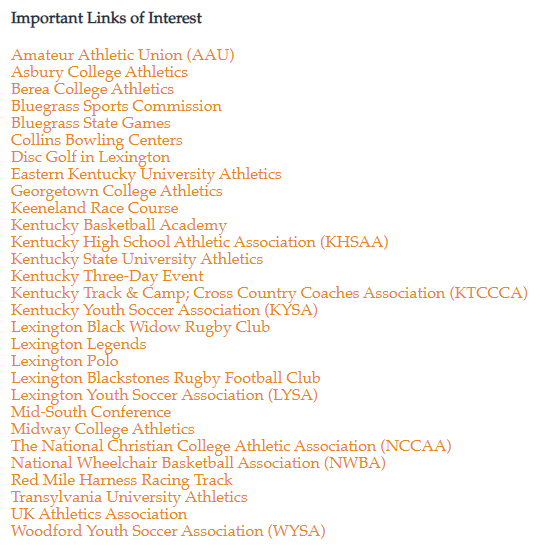 Important Links of Interest
Amateur Athletic Union (AAU)
Asbury College Athletics
Berea College Athletics
Bluegrass Sports Commission
Bluegrass State Games
Collins Bowling Centers
Disc Golf in Lexington
Eastern Kentucky University Athletics
Georgetown College Athletics
Keeneland Race Course
Kentucky Basketball Academy
Kentucky High School Athletic Association (KHSAA)
Kentucky State University Athletics
Kentucky Three-Day Event
Kentucky Track & Camp; Cross Country Coaches Association (KTCCCA)
Kentucky Youth Soccer Association (KYSA)
Lexington Black Widow Rugby Club
Lexington Legends
Lexington Polo
Lexington Blackstones Rugby Football Club
Lexington Youth Soccer Association (LYSA)
Mid-South Conference
Midway College Athletics
The National Christian College Athletic Association (NCCAA)
National Wheelchair Basketball Association (NWBA)
Red Mile Harness Racing Track
Transylvania University Athletics
UK Athletics Association
Woodford Youth Soccer Association (WYSA)